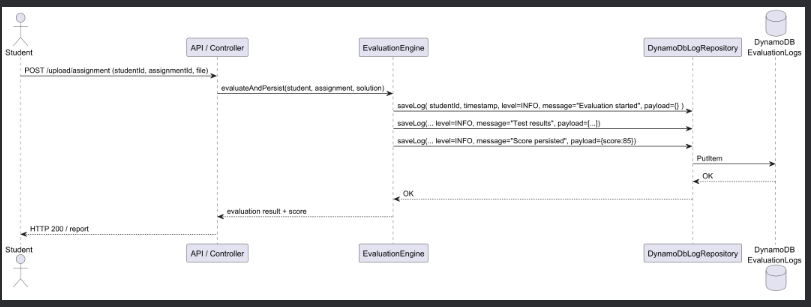 Student
API / Controller
EvaluationEngine
DynamoDbLogRepository
DynamoDB
EvaluationLogs
POST /upload/assignment (studentId, assignmentId, file)
evaluateAndPersist(student, assignment, solution)
saveLog( studentId, timestamp, level=INFO, message="Evaluation started", payload={} )
saveLog(... level=INFO, message="Test results", payload=[...])
saveLog(... level=INFO, message="Score persisted", payload={score:85})
PutItem
OK
OK
evaluation result + score
HTTP 200 / report
Student
API / Controller
EvaluationEngine
DynamoDbLogRepository
DynamoDB
EvaluationLogs